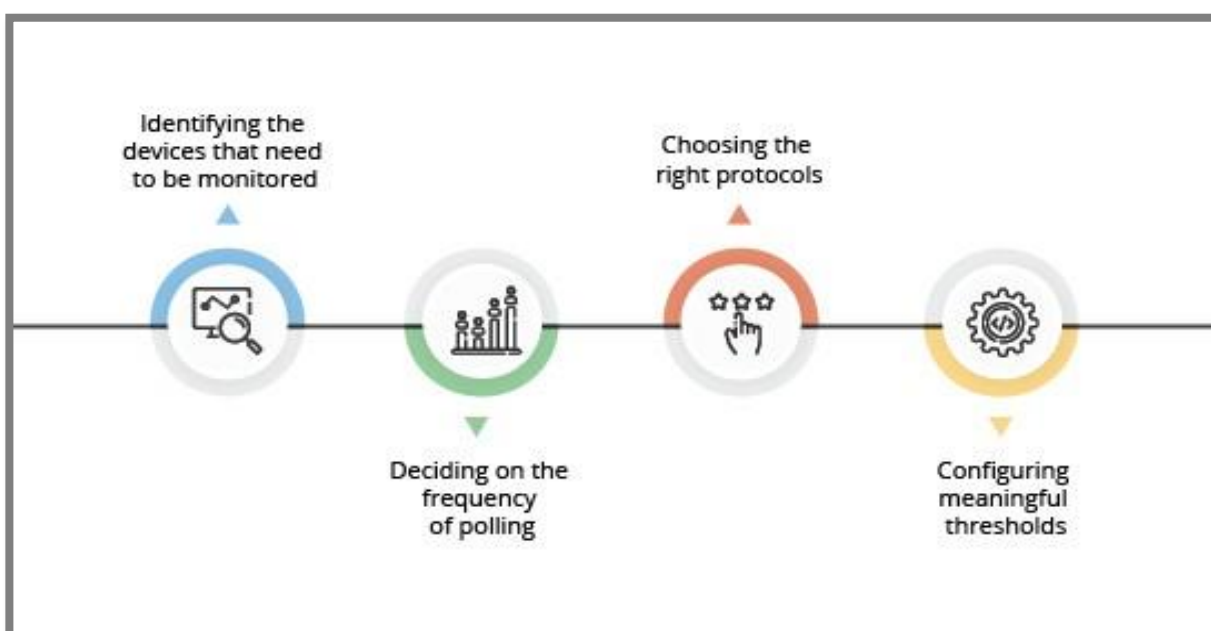 Identifying the
devices that need
to be monitored
Deciding on the
frequency
of polling
Choosing the
right protocols
Configuring
meaningful
thresholds